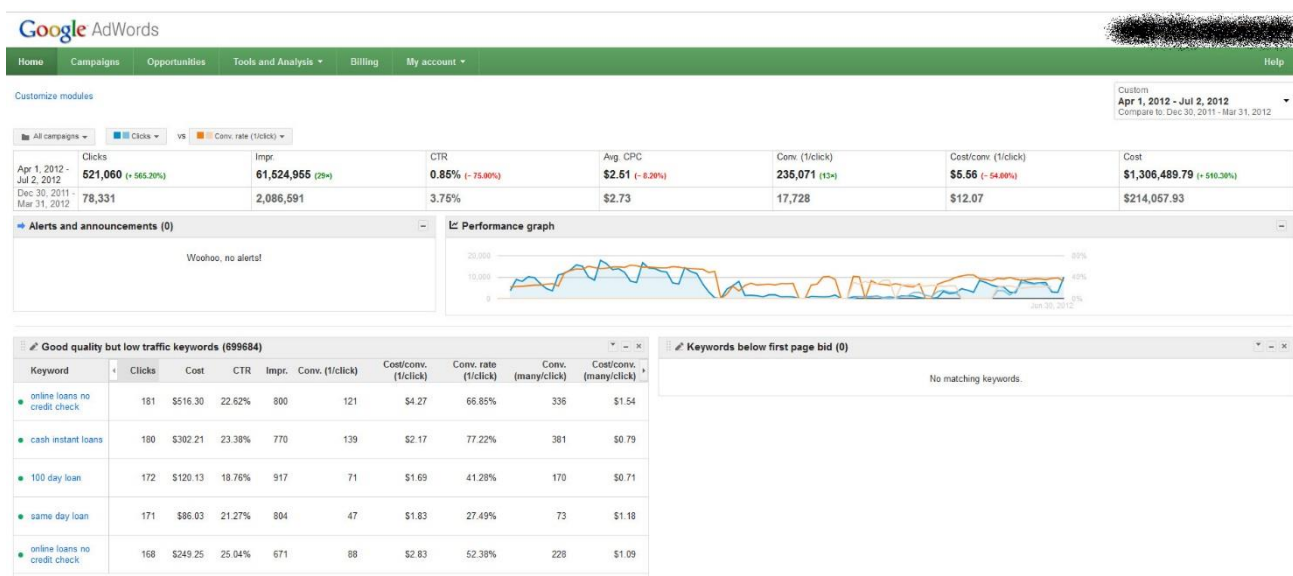 Google AdWords
Home Campaigns Opportunities Tools and Analysis Billing My account Help
Customize modules
Custom
Apr 1, 2012 - Jul 2, 2012
Compare to: Dec 30, 2011 - Mar 31, 2012
All campaigns Clicks VS Conv. rate (1/click)
Clicks Impr. CTR Avg. CPC Conv. (1/click) Cost/conv. (1/click) Cost
Apr 1, 2012 - Jul 2, 2012 521,060 (+ 565.20%) 61,524,955 (29×) 0.85% (- 75.00%) $2.51 (- 8.20%) 235,071 (13×) $5.56 (- 54.00%) $1,306,489.79 (+ 510.30%)
Dec 30, 2011 - Mar 31, 2012 78,331 2,086,591 3.75% $2.73 17,728 $12.07 $214,057.93
Alerts and announcements (0)
Woohoo, no alerts!
Performance graph
20,000 80%
10,000 40%
0 0%
Jun 30, 2012
Good quality but low traffic keywords (699684)
Keyword Clicks Cost CTR Impr. Conv. (1/click) Cost/conv. (1/click) Conv. rate (1/click) Conv. (many/click) Cost/conv. (many/click)
online loans no credit check 181 $516.30 22.62% 800 121 $4.27 66.85% 336 $1.54
cash instant loans 180 $302.21 23.38% 770 139 $2.17 77.22% 381 $0.79
100 day loan 172 $120.13 18.76% 917 71 $1.69 41.28% 170 $0.71
same day loan 171 $86.03 21.27% 804 47 $1.83 27.49% 73 $1.18
online loans no credit check 168 $249.25 25.04% 671 88 $2.83 52.38% 228 $1.09
Keywords below first page bid (0)
No matching keywords.